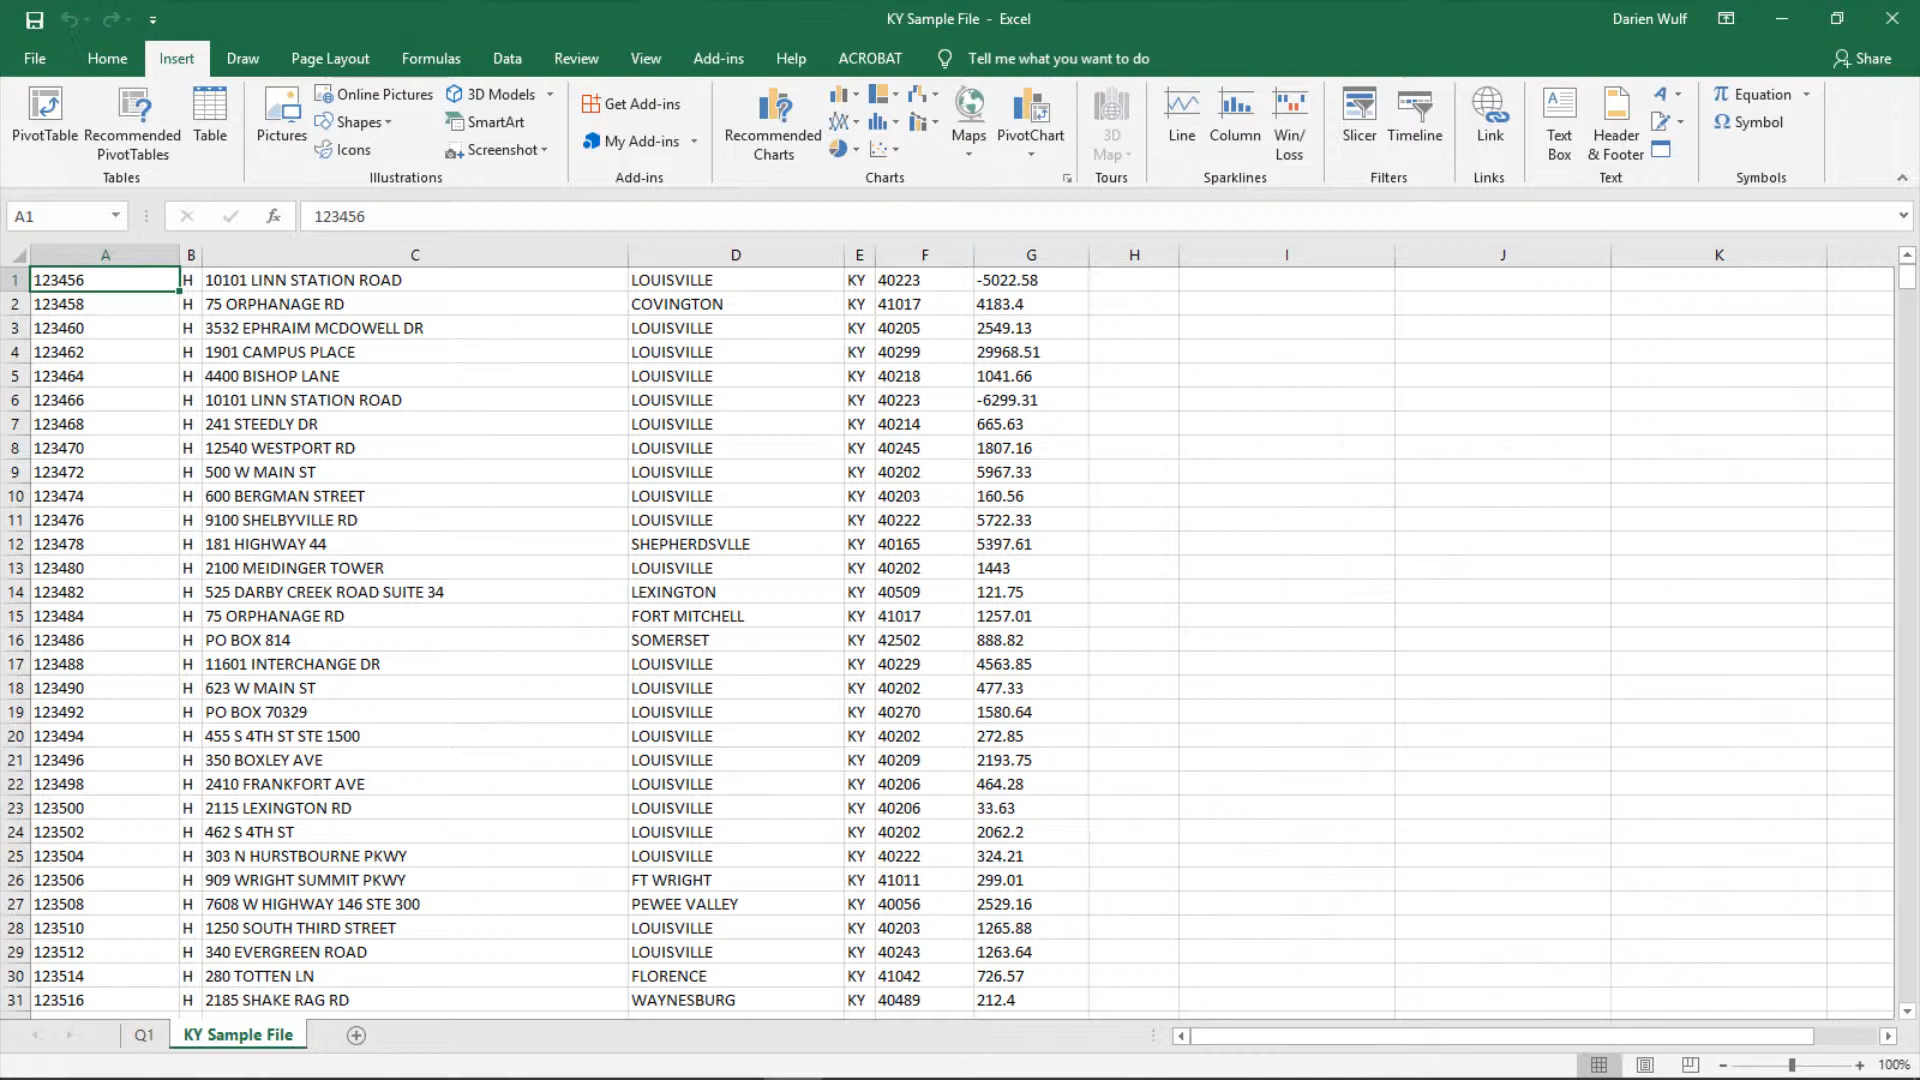 KY Sample File - Excel
Darien Wulf
File Home Insert Draw Page Layout Formulas Data Review View Add-ins Help ACROBAT Tell me what you want to do Share
PivotTable
Recommended
PivotTables
Table
Tables
Pictures
Online Pictures
Shapes
Icons
3D Models
SmartArt
Screenshot
Illustrations
Get Add-ins
My Add-ins
Add-ins
Recommended
Charts
Maps
PivotChart
Charts
3D
Map
Tours
Line
Column
Win/
Loss
Sparklines
Slicer
Timeline
Filters
Link
Links
Text
Box
Header
& Footer
Text
Equation
Symbol
Symbols
A1 fx 123456
A B C D E F G H I J K
1 123456 H 10101 LINN STATION ROAD LOUISVILLE KY 40223 -5022.58
2 123458 H 75 ORPHANAGE RD COVINGTON KY 41017 4183.4
3 123460 H 3532 EPHRAIM MCDOWELL DR LOUISVILLE KY 40205 2549.13
4 123462 H 1901 CAMPUS PLACE LOUISVILLE KY 40299 29968.51
5 123464 H 4400 BISHOP LANE LOUISVILLE KY 40218 1041.66
6 123466 H 10101 LINN STATION ROAD LOUISVILLE KY 40223 -6299.31
7 123468 H 241 STEEDLY DR LOUISVILLE KY 40214 665.63
8 123470 H 12540 WESTPORT RD LOUISVILLE KY 40245 1807.16
9 123472 H 500 W MAIN ST LOUISVILLE KY 40202 5967.33
10 123474 H 600 BERGMAN STREET LOUISVILLE KY 40203 160.56
11 123476 H 9100 SHELBYVILLE RD LOUISVILLE KY 40222 5722.33
12 123478 H 181 HIGHWAY 44 SHEPHERDSVLLE KY 40165 5397.61
13 123480 H 2100 MEIDINGER TOWER LOUISVILLE KY 40202 1443
14 123482 H 525 DARBY CREEK ROAD SUITE 34 LEXINGTON KY 40509 121.75
15 123484 H 75 ORPHANAGE RD FORT MITCHELL KY 41017 1257.01
16 123486 H PO BOX 814 SOMERSET KY 42502 888.82
17 123488 H 11601 INTERCHANGE DR LOUISVILLE KY 40229 4563.85
18 123490 H 623 W MAIN ST LOUISVILLE KY 40202 477.33
19 123492 H PO BOX 70329 LOUISVILLE KY 40270 1580.64
20 123494 H 455 S 4TH ST STE 1500 LOUISVILLE KY 40202 272.85
21 123496 H 350 BOXLEY AVE LOUISVILLE KY 40209 2193.75
22 123498 H 2410 FRANKFORT AVE LOUISVILLE KY 40206 464.28
23 123500 H 2115 LEXINGTON RD LOUISVILLE KY 40206 33.63
24 123502 H 462 S 4TH ST LOUISVILLE KY 40202 2062.2
25 123504 H 303 N HURSTBOURNE PKWY LOUISVILLE KY 40222 324.21
26 123506 H 909 WRIGHT SUMMIT PKWY FT WRIGHT KY 41011 299.01
27 123508 H 7608 W HIGHWAY 146 STE 300 PEWEE VALLEY KY 40056 2529.16
28 123510 H 1250 SOUTH THIRD STREET LOUISVILLE KY 40203 1265.88
29 123512 H 340 EVERGREEN ROAD LOUISVILLE KY 40243 1263.64
30 123514 H 280 TOTTEN LN FLORENCE KY 41042 726.57
31 123516 H 2185 SHAKE RAG RD WAYNESBURG KY 40489 212.4
Q1 KY Sample File
100%